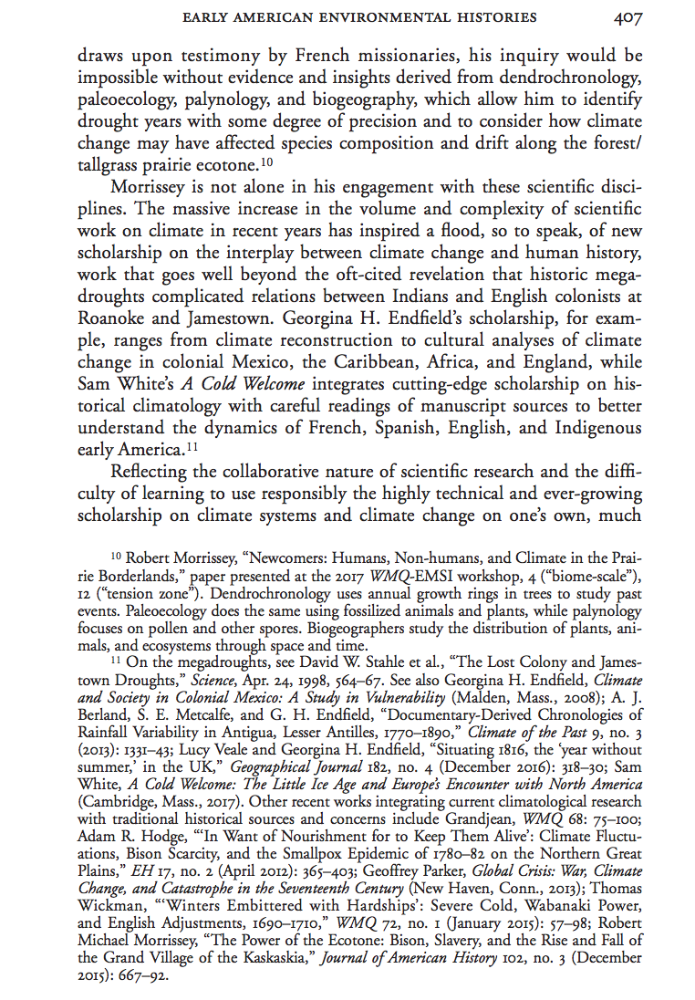 EARLY AMERICAN ENVIRONMENTAL HISTORIES 407
draws upon testimony by French missionaries, his inquiry would be
impossible without evidence and insights derived from dendrochronology,
paleoecology, palynology, and biogeography, which allow him to identify
drought years with some degree of precision and to consider how climate
change may have affected species composition and drift along the forest/
tallgrass prairie ecotone.10
Morrissey is not alone in his engagement with these scientific disci-
plines. The massive increase in the volume and complexity of scientific
work on climate in recent years has inspired a flood, so to speak, of new
scholarship on the interplay between climate change and human history,
work that goes well beyond the oft-cited revelation that historic mega-
droughts complicated relations between Indians and English colonists at
Roanoke and Jamestown. Georgina H. Endfield's scholarship, for exam-
ple, ranges from climate reconstruction to cultural analyses of climate
change in colonial Mexico, the Caribbean, Africa, and England, while
Sam White's A Cold Welcome integrates cutting-edge scholarship on his-
torical climatology with careful readings of manuscript sources to better
understand the dynamics of French, Spanish, English, and Indigenous
early America.11
Reflecting the collaborative nature of scientific research and the diffi-
culty of learning to use responsibly the highly technical and ever-growing
scholarship on climate systems and climate change on one's own, much
10 Robert Morrissey, “Newcomers: Humans, Non-humans, and Climate in the Prai-
rie Borderlands,” paper presented at the 2017 WMQ-EMSI workshop, 4 (“biome-scale”),
12 (“tension zone”). Dendrochronology uses annual growth rings in trees to study past
events. Paleoecology does the same using fossilized animals and plants, while palynology
focuses on pollen and other spores. Biogeographers study the distribution of plants, ani-
mals, and ecosystems through space and time.
11 On the megadroughts, see David W. Stahle et al., “The Lost Colony and James-
town Droughts,” Science, Apr. 24, 1998, 564–67. See also Georgina H. Endfield, Climate
and Society in Colonial Mexico: A Study in Vulnerability (Malden, Mass., 2008); A. J.
Berland, S. E. Metcalfe, and G. H. Endfield, “Documentary-Derived Chronologies of
Rainfall Variability in Antigua, Lesser Antilles, 1770–1890,” Climate of the Past 9, no. 3
(2013): 1331–43; Lucy Veale and Georgina H. Endfield, “Situating 1816, the ‘year without
summer,’ in the UK,” Geographical Journal 182, no. 4 (December 2016): 318–30; Sam
White, A Cold Welcome: The Little Ice Age and Europe's Encounter with North America
(Cambridge, Mass., 2017). Other recent works integrating current climatological research
with traditional historical sources and concerns include Grandjean, WMQ 68: 75–100;
Adam R. Hodge, “‘In Want of Nourishment for to Keep Them Alive’: Climate Fluctu-
ations, Bison Scarcity, and the Smallpox Epidemic of 1780–82 on the Northern Great
Plains,” EH 17, no. 2 (April 2012): 365–403; Geoffrey Parker, Global Crisis: War, Climate
Change, and Catastrophe in the Seventeenth Century (New Haven, Conn., 2013); Thomas
Wickman, “‘Winters Embittered with Hardships’: Severe Cold, Wabanaki Power,
and English Adjustments, 1690–1710,” WMQ 72, no. 1 (January 2015): 57–98; Robert
Michael Morrissey, “The Power of the Ecotone: Bison, Slavery, and the Rise and Fall of
the Grand Village of the Kaskaskia,” Journal of American History 102, no. 3 (December
2015): 667–92.